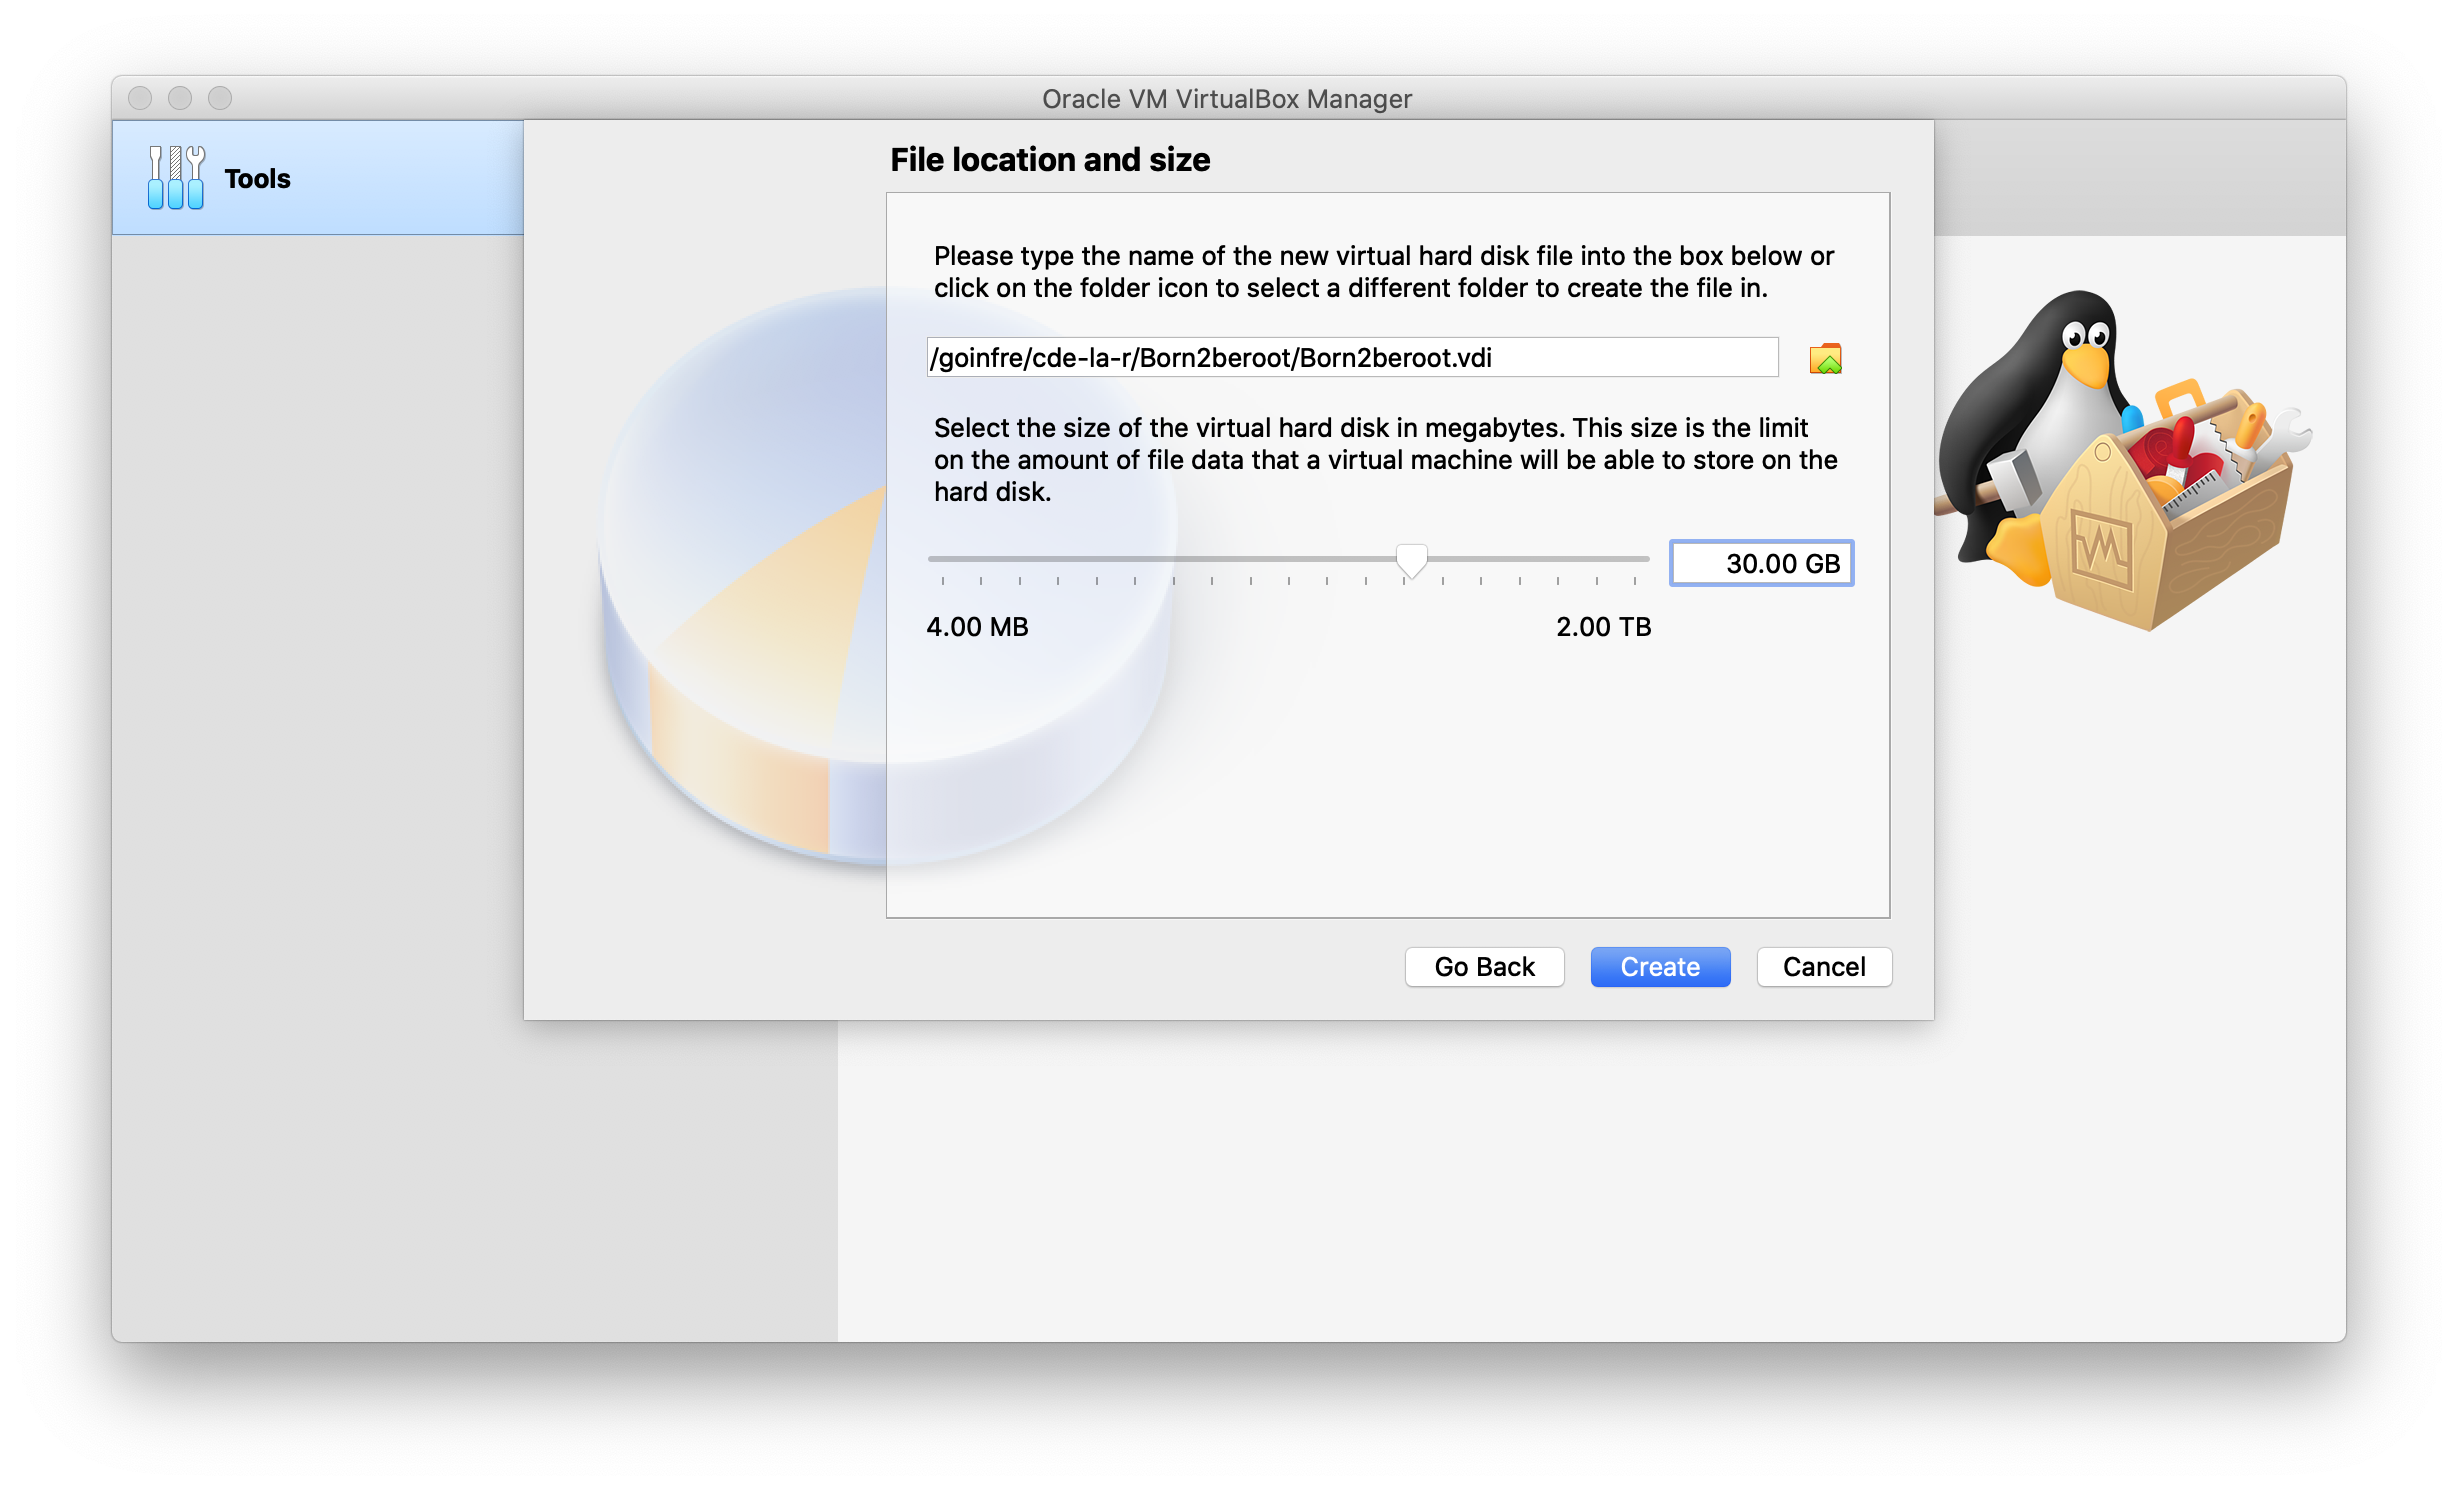 Oracle VM VirtualBox Manager
Tools
File location and size
Please type the name of the new virtual hard disk file into the box below or
click on the folder icon to select a different folder to create the file in.
/goinfre/cde-la-r/Born2beroot/Born2beroot.vdi
Select the size of the virtual hard disk in megabytes. This size is the limit
on the amount of file data that a virtual machine will be able to store on the
hard disk.
30.00 GB
4.00 MB 2.00 TB
Go Back Create Cancel